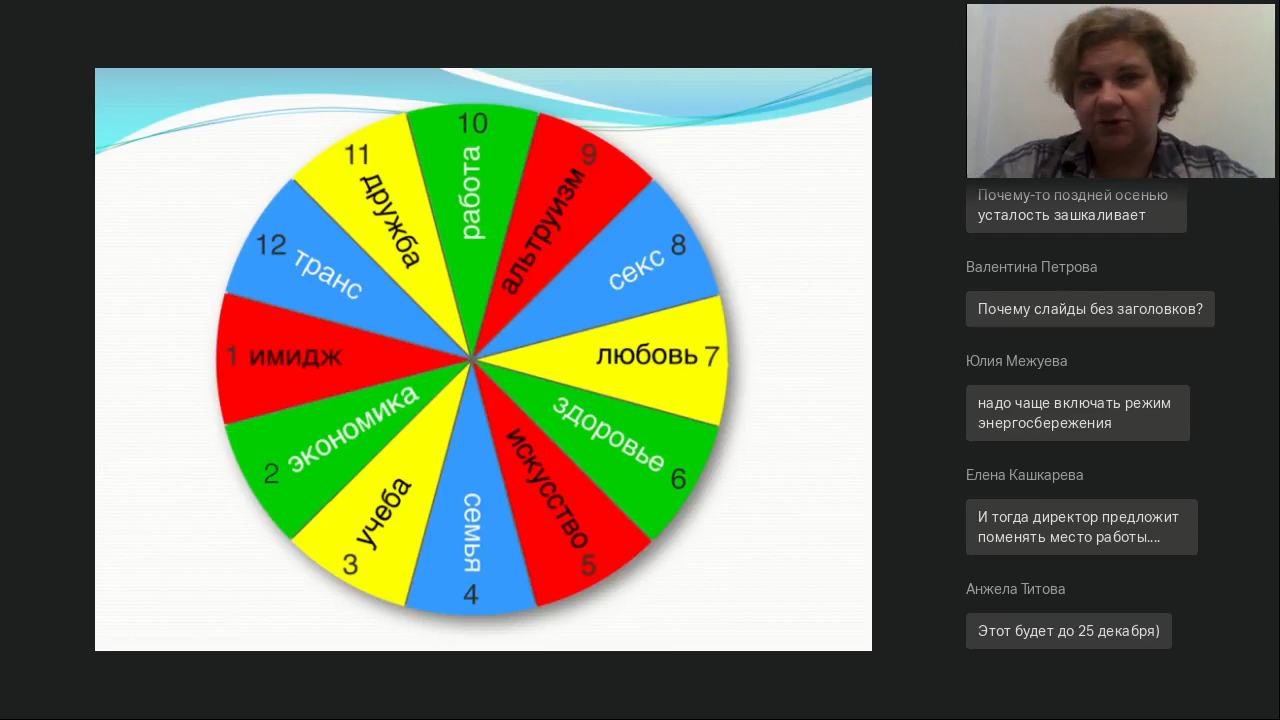 10
работа
9
альтруизм
8
секс
любовь 7
здоровье
6
искусство
5
семья
4
учеба
3
экономика
2
1 имидж
12
транс
11
дружба
Почему-то поздней осенью
усталость зашкаливает
Валентина Петрова
Почему слайды без заголовков?
Юлия Межуева
надо чаще включать режим
энергосбережения
Елена Кашкарева
И тогда директор предложит
поменять место работы....
Анжела Титова
Этот будет до 25 декабря)